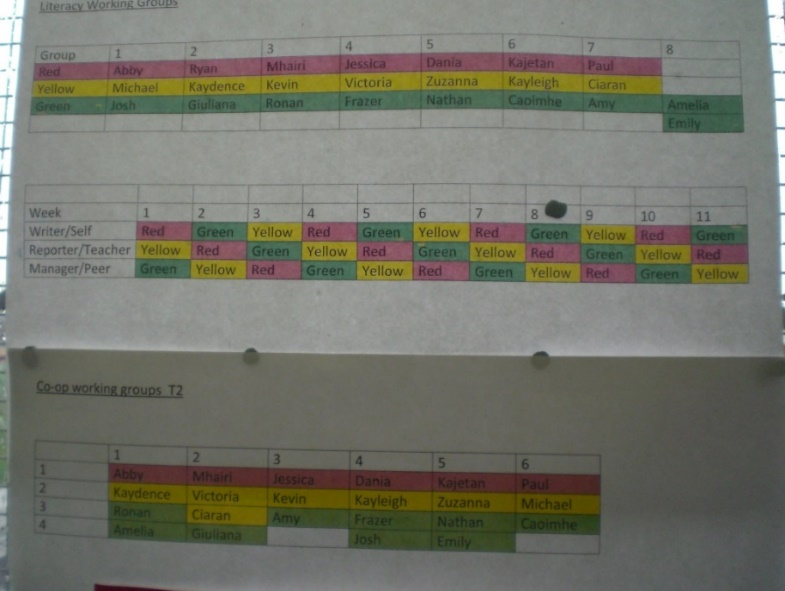 Literacy Working Groups
Group 1 2 3 4 5 6 7 8
Red Abby Ryan Mhairi Jessica Dania Kajetan Paul
Yellow Michael Kaydence Kevin Victoria Zuzanna Kayleigh Ciaran
Green Josh Giuliana Ronan Frazer Nathan Caoimhe Amy Amelia
Emily
Week 1 2 3 4 5 6 7 8 9 10 11
Writer/Self Red Green Yellow Red Green Yellow Red Green Yellow Red Green
Reporter/Teacher Yellow Red Green Yellow Red Green Yellow Red Green Yellow Red
Manager/Peer Green Yellow Red Green Yellow Red Green Yellow Red Green Yellow
Co-op working groups T2
1 2 3 4 5 6
1 Abby Mhairi Jessica Dania Kajetan Paul
2 Kaydence Victoria Kevin Kayleigh Zuzanna Michael
3 Ronan Ciaran Amy Frazer Nathan Caoimhe
4 Amelia Giuliana Josh Emily